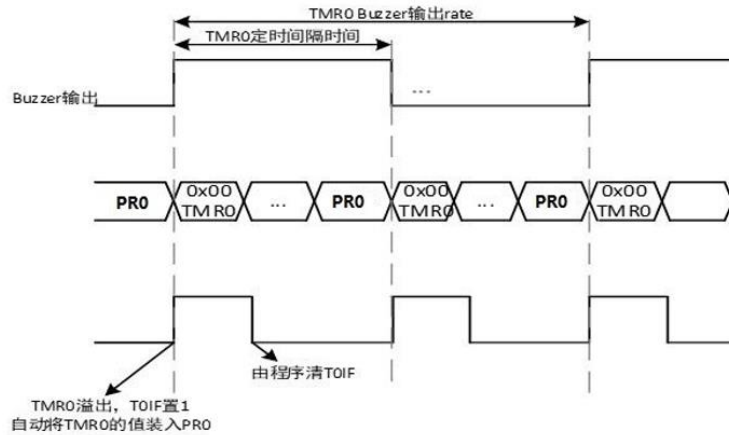 TMR0 Buzzer输出rate
TMR0定时间隔时间
Buzzer输出
...
PR0
0x00
TMR0
...
PR0
0x00
TMR0
...
PR0
0x00
TMR0
由程序清T0IF
TMR0溢出，T0IF置1
自动将TMR0的值装入PR0